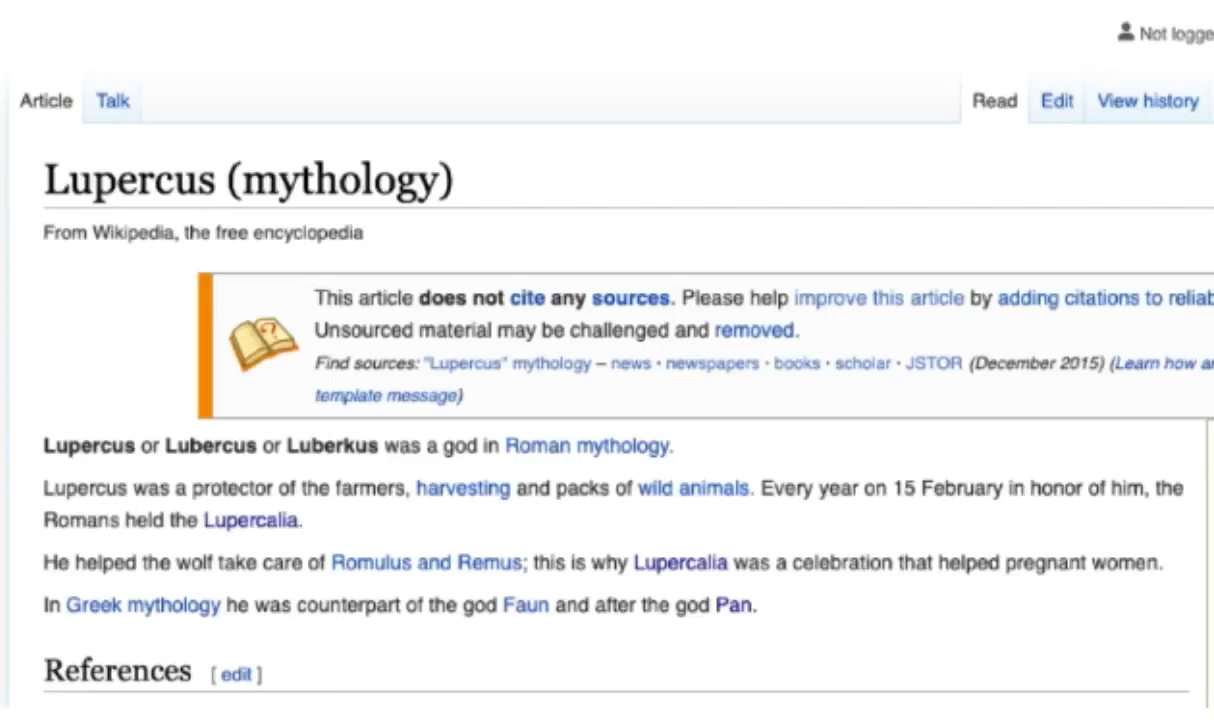 Not logge
Article Talk Read Edit View history
Lupercus (mythology)
From Wikipedia, the free encyclopedia
This article does not cite any sources. Please help improve this article by adding citations to reliab
Unsourced material may be challenged and removed.
Find sources: "Lupercus" mythology – news · newspapers · books · scholar · JSTOR (December 2015) (Learn how an
template message)
Lupercus or Lubercus or Luberkus was a god in Roman mythology.
Lupercus was a protector of the farmers, harvesting and packs of wild animals. Every year on 15 February in honor of him, the
Romans held the Lupercalia.
He helped the wolf take care of Romulus and Remus; this is why Lupercalia was a celebration that helped pregnant women.
In Greek mythology he was counterpart of the god Faun and after the god Pan.
References [ edit ]